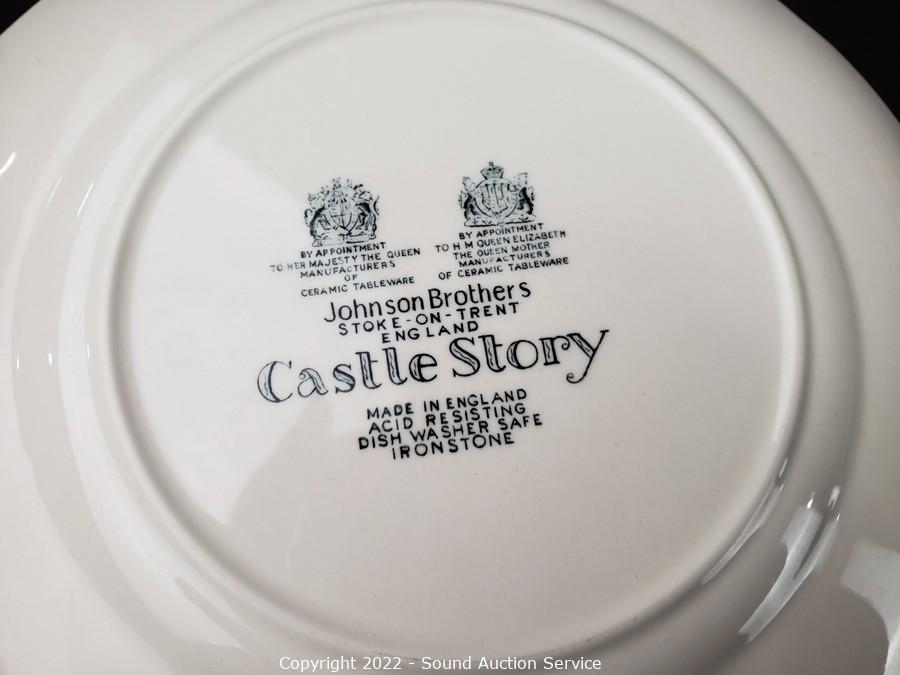 BY APPOINTMENT
TO HER MAJESTY THE QUEEN
MANUFACTURERS
OF
CERAMIC TABLEWARE
BY APPOINTMENT
TO H M QUEEN ELIZABETH
THE QUEEN MOTHER
MANUFACTURERS
OF CERAMIC TABLEWARE
Johnson Brothers
STOKE-ON-TRENT
ENGLAND
Castle Story
MADE IN ENGLAND
ACID RESISTING
DISH WASHER SAFE
IRONSTONE
Copyright 2022 - Sound Auction Service